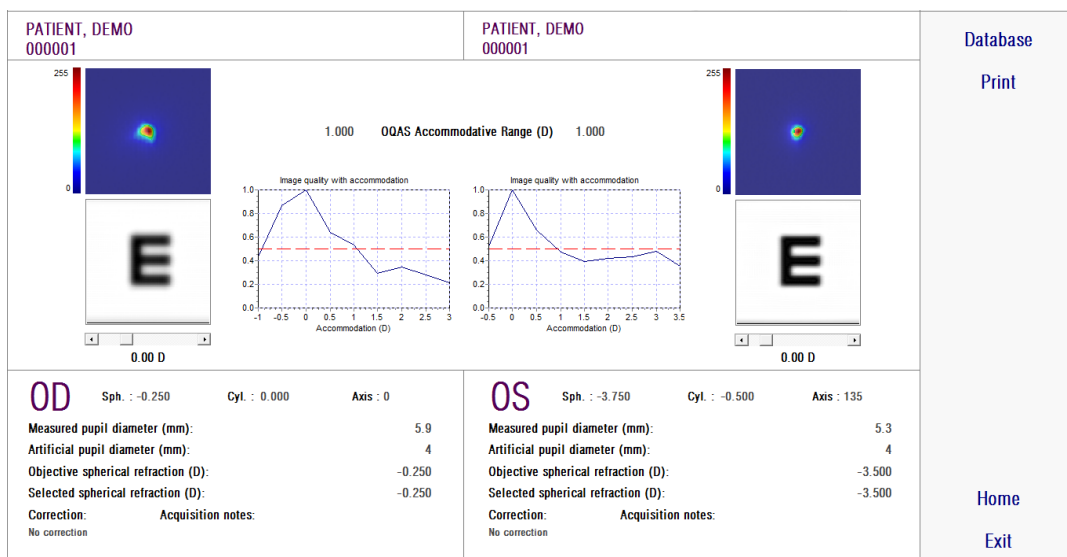 PATIENT, DEMO
000001
PATIENT, DEMO
000001
Database
Print
255
0
1.000 OQAS Accommodative Range (D) 1.000
255
0
Image quality with accommodation
1.0
0.8
0.6
0.4
0.2
0.0
-1 -0.5 0 0.5 1 1.5 2 2.5 3
Accommodation (D)
Image quality with accommodation
1.0
0.8
0.6
0.4
0.2
0.0
-0.5 0 0.5 1 1.5 2 2.5 3 3.5
Accommodation (D)
E
E
0.00 D
0.00 D
OD Sph. : -0.250 Cyl. : 0.000 Axis : 0
Measured pupil diameter (mm): 5.9
Artificial pupil diameter (mm): 4
Objective spherical refraction (D): -0.250
Selected spherical refraction (D): -0.250
Correction: Acquisition notes:
No correction
OS Sph. : -3.750 Cyl. : -0.500 Axis : 135
Measured pupil diameter (mm): 5.3
Artificial pupil diameter (mm): 4
Objective spherical refraction (D): -3.500
Selected spherical refraction (D): -3.500
Correction: Acquisition notes:
No correction
Home
Exit